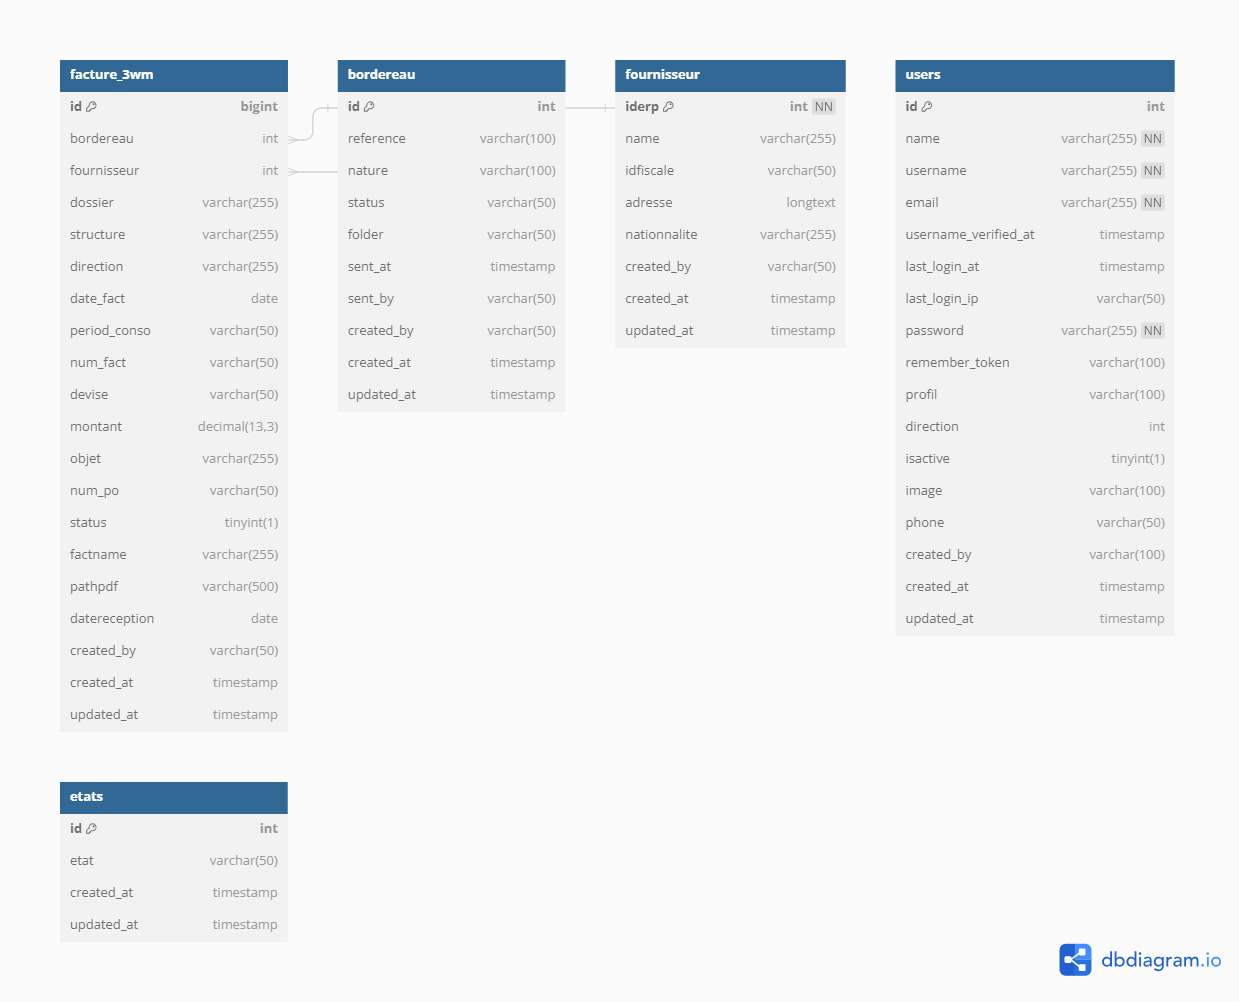 facture_3wm
id bigint
bordereau int
fournisseur int
dossier varchar(255)
structure varchar(255)
direction varchar(255)
date_fact date
period_conso varchar(50)
num_fact varchar(50)
devise varchar(50)
montant decimal(13,3)
objet varchar(255)
num_po varchar(50)
status tinyint(1)
factname varchar(255)
pathpdf varchar(500)
datereception date
created_by varchar(50)
created_at timestamp
updated_at timestamp
bordereau
id int
reference varchar(100)
nature varchar(100)
status varchar(50)
folder varchar(50)
sent_at timestamp
sent_by varchar(50)
created_by varchar(50)
created_at timestamp
updated_at timestamp
fournisseur
iderp int NN
name varchar(255)
idfiscale varchar(50)
adresse longtext
nationnalite varchar(255)
created_by varchar(50)
created_at timestamp
updated_at timestamp
users
id int
name varchar(255) NN
username varchar(255) NN
email varchar(255) NN
username_verified_at timestamp
last_login_at timestamp
last_login_ip varchar(50)
password varchar(255) NN
remember_token varchar(100)
profil varchar(100)
direction int
isactive tinyint(1)
image varchar(100)
phone varchar(50)
created_by varchar(100)
created_at timestamp
updated_at timestamp
etats
id int
etat varchar(50)
created_at timestamp
updated_at timestamp
dbdiagram.io